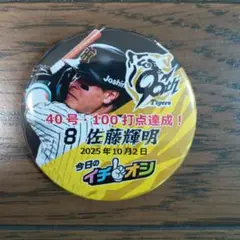 Joshin
95th
Tigers
40号・100打点達成！
8 佐藤輝明
2025年10月2日
今日の
イチオシ